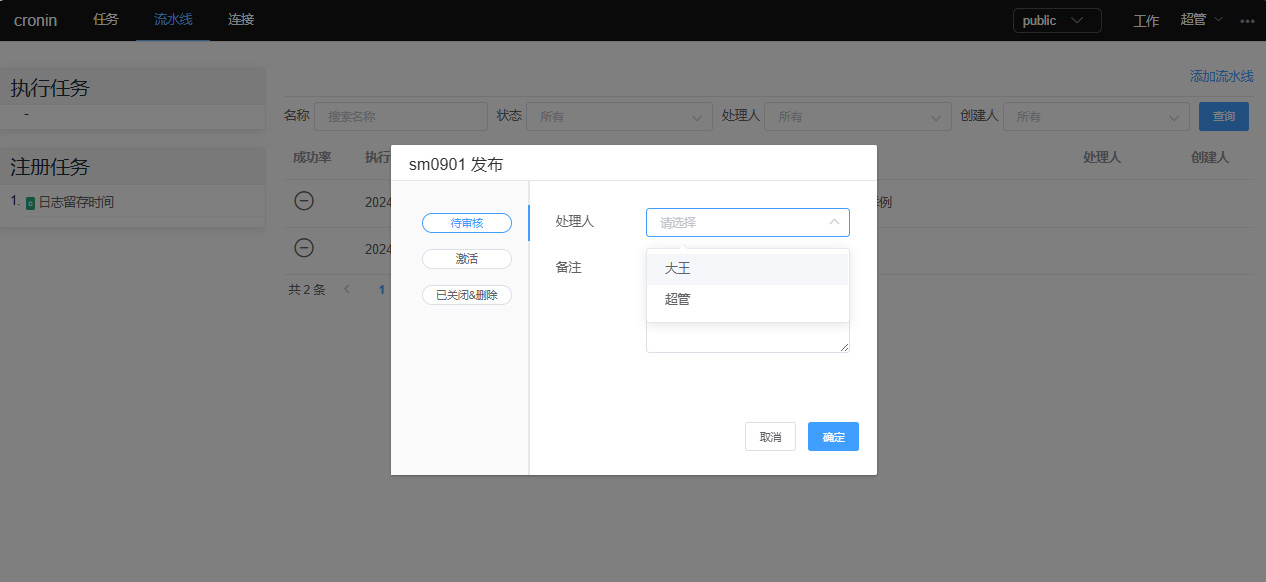 cronin 任务 流水线 连接 public 工作 超管
执行任务
-
注册任务
1. 日志留存时间
添加流水线
名称 搜索名称 状态 所有 处理人 所有 创建人 所有 查询
成功率 执行 处理人 创建人
2024
2024
共 2 条 1
sm0901 发布
待审核
激活
已关闭&删除
处理人 请选择
备注
大王
超管
取消 确定